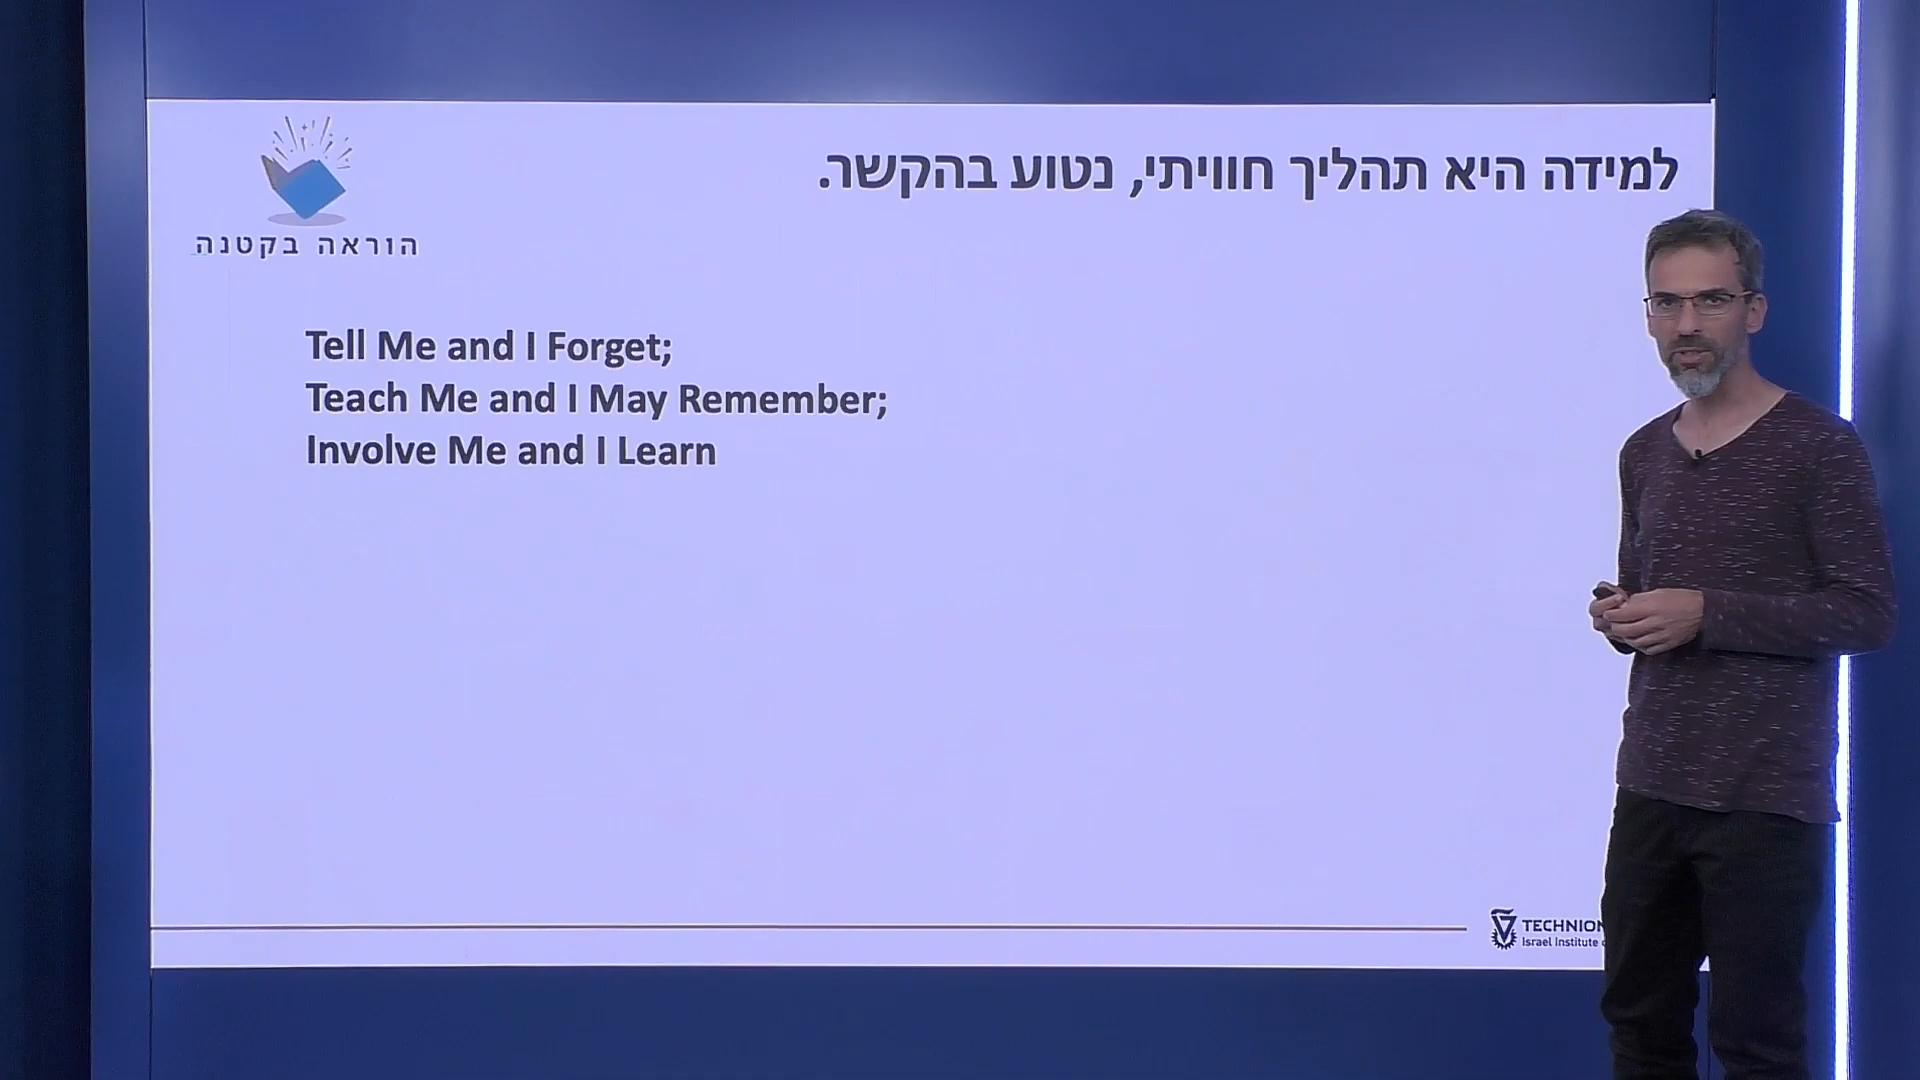 למידה היא תהליך חוויתי, נטוע בהקשר.
הוראה בקטנה
Tell Me and I Forget;
Teach Me and I May Remember;
Involve Me and I Learn
TECHNION
Israel Institute